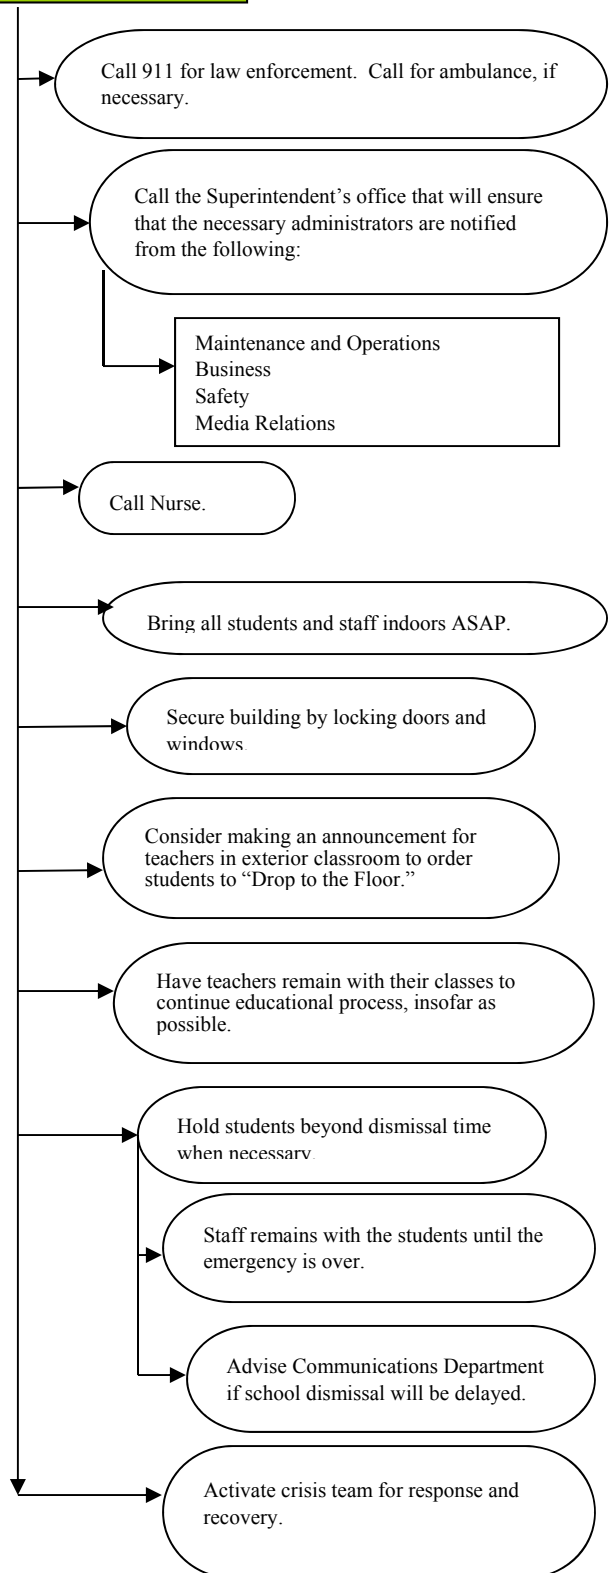 Call 911 for law enforcement.  Call for ambulance, if
necessary.
Call the Superintendent’s office that will ensure
that the necessary administrators are notified
from the following:
Maintenance and Operations
Business
Safety
Media Relations
Call Nurse.
Bring all students and staff indoors ASAP.
Secure building by locking doors and
windows.
Consider making an announcement for
teachers in exterior classroom to order
students to “Drop to the Floor.”
Have teachers remain with their classes to
continue educational process, insofar as
possible.
Hold students beyond dismissal time
when necessary.
Staff remains with the students until the
emergency is over.
Advise Communications Department
if school dismissal will be delayed.
Activate crisis team for response and
recovery.